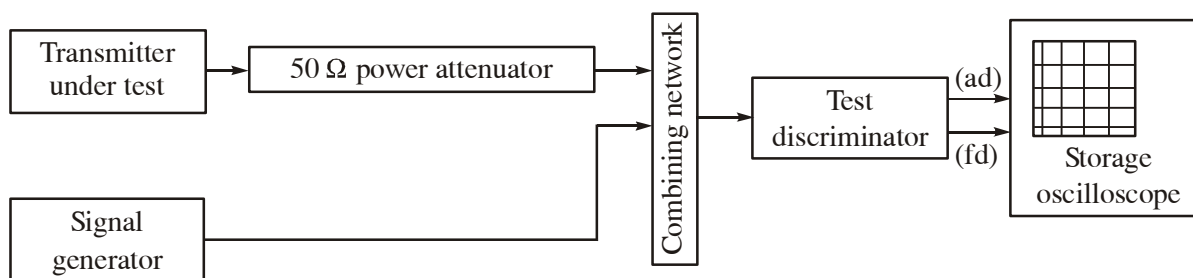 Transmitter
under test
50 Ω power attenuator
Combining network
Test
discriminator
(ad)
(fd)
Storage
oscilloscope
Signal
generator